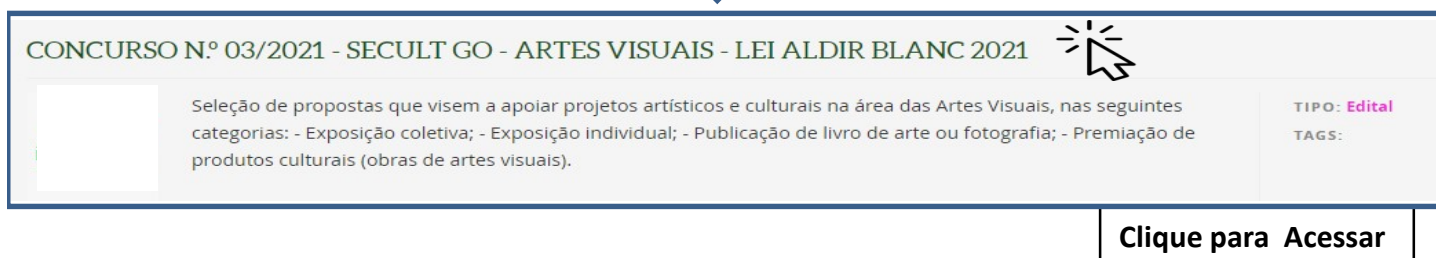 CONCURSO N.º 03/2021 - SECULT GO - ARTES VISUAIS - LEI ALDIR BLANC 2021
Seleção de propostas que visem a apoiar projetos artísticos e culturais na área das Artes Visuais, nas seguintes
categorias: - Exposição coletiva; - Exposição individual; - Publicação de livro de arte ou fotografia; - Premiação de
produtos culturais (obras de artes visuais).
TIPO: Edital
TAGS:
Clique para Acessar